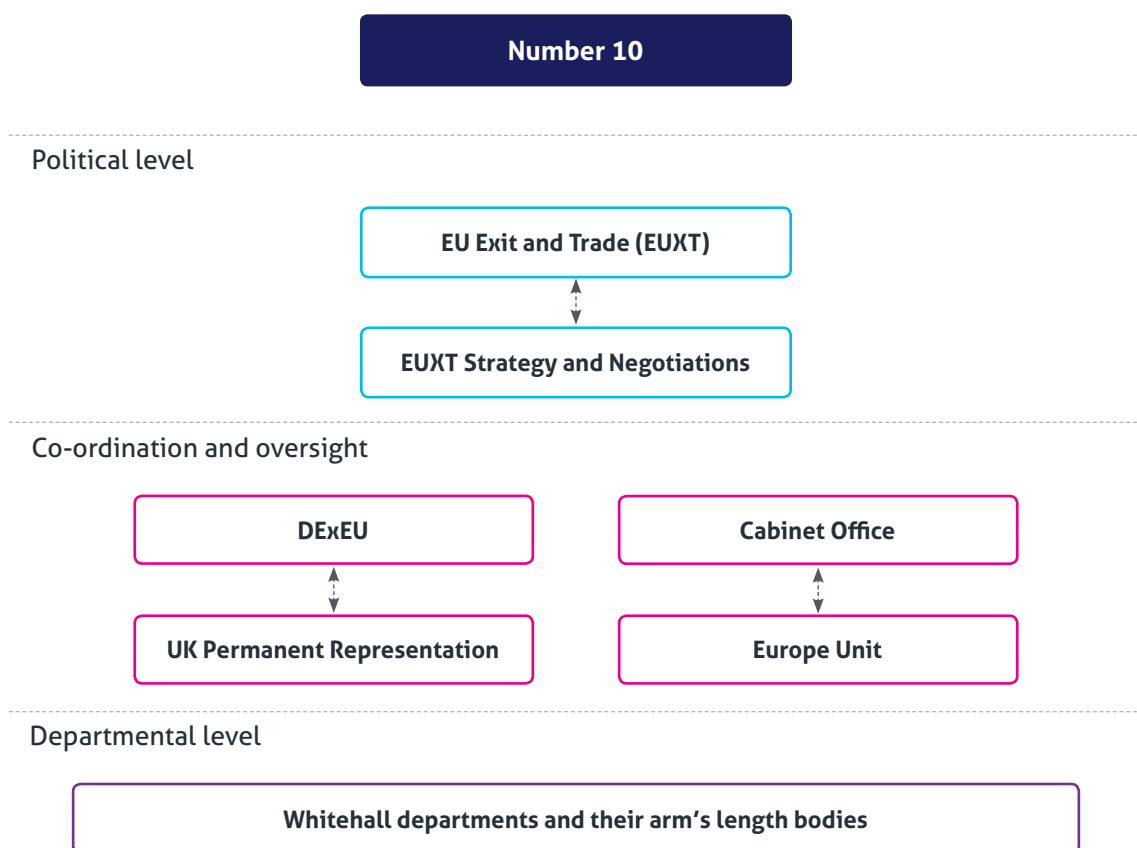 Number 10
Political level
EU Exit and Trade (EUXT)
EUXT Strategy and Negotiations
Co-ordination and oversight
DExEU
Cabinet Office
UK Permanent Representation
Europe Unit
Departmental level
Whitehall departments and their arm’s length bodies